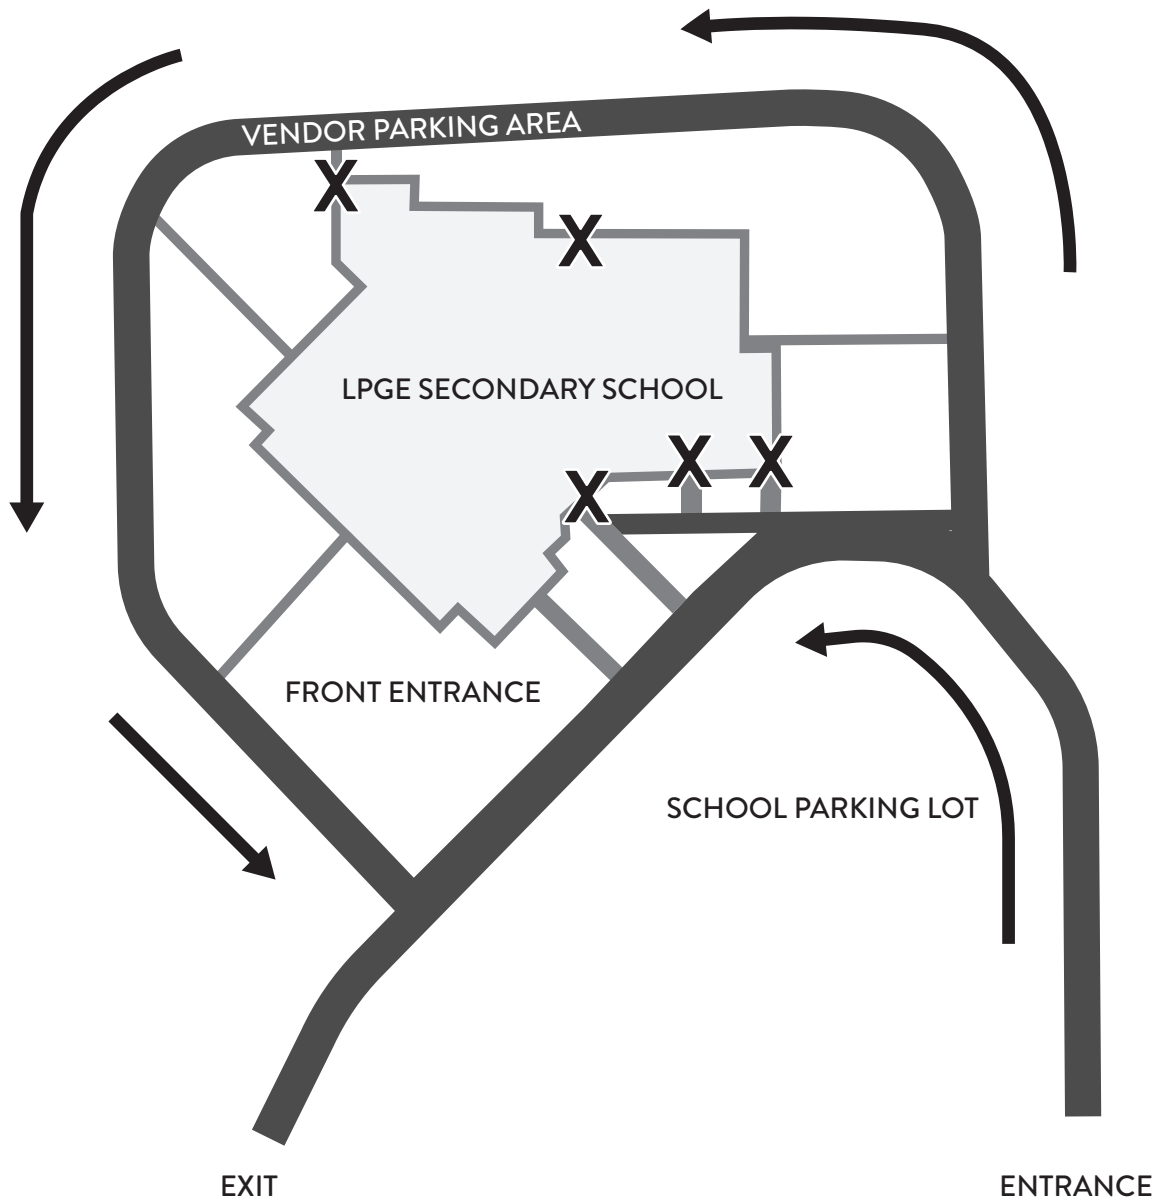 VENDOR PARKING AREA
X
X
LPGE SECONDARY SCHOOL
X
X
X
FRONT ENTRANCE
SCHOOL PARKING LOT
EXIT
ENTRANCE